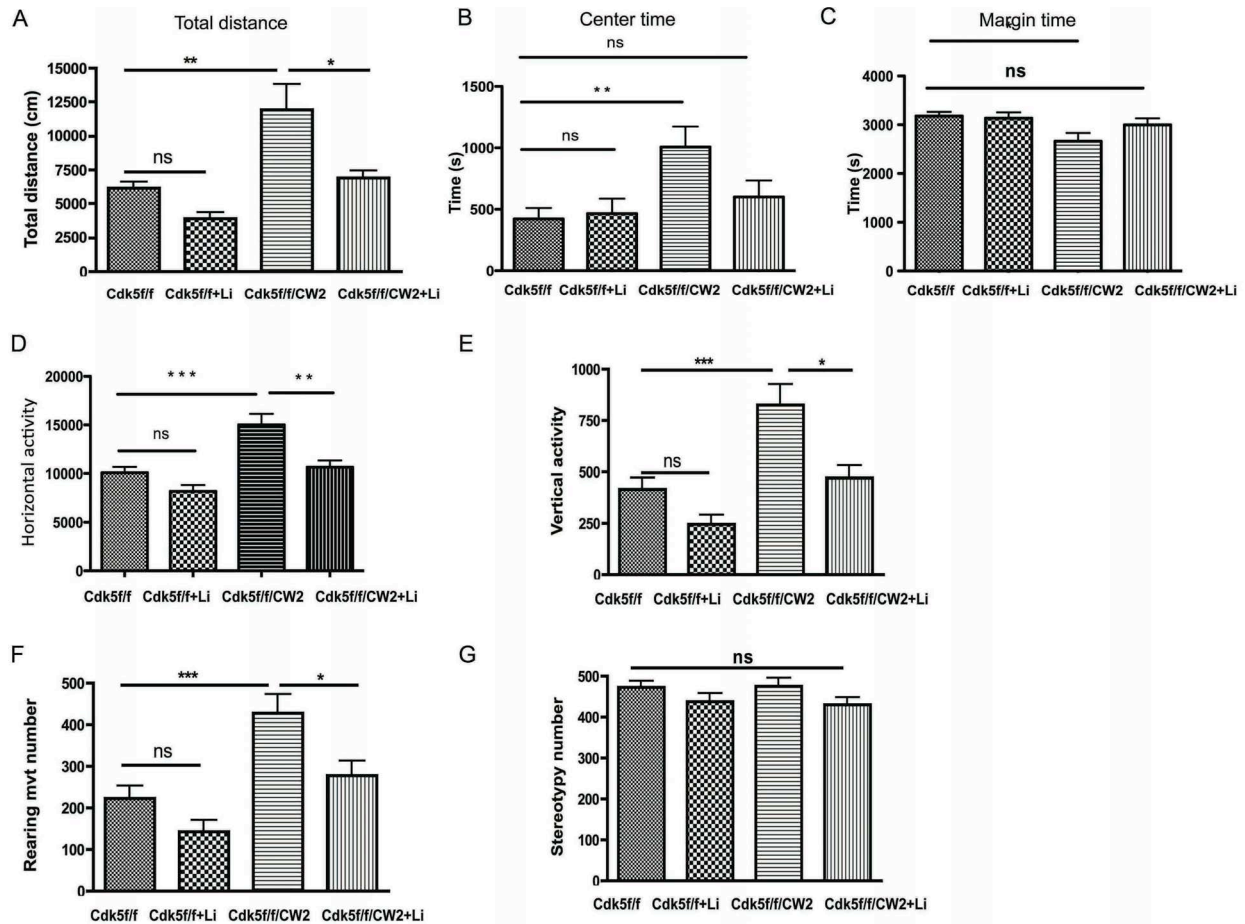 A
Total distance
Total distance (cm)
15000
12500
10000
7500
5000
2500
0
**
*
ns
Cdk5f/f
Cdk5f/f+Li
Cdk5f/f/CW2
Cdk5f/f/CW2+Li
B
Center time
Time (s)
1500
1000
500
0
ns
* *
ns
Cdk5f/f
Cdk5f/f+Li
Cdk5f/f/CW2
Cdk5f/f/CW2+Li
C
Margin time
Time (s)
4000
3000
2000
1000
0
*
ns
Cdk5f/f
Cdk5f/f+Li
Cdk5f/f/CW2
Cdk5f/f/CW2+Li
D
Horizontal activity
20000
15000
10000
5000
0
* * *
* *
ns
Cdk5f/f
Cdk5f/f+Li
Cdk5f/f/CW2
Cdk5f/f/CW2+Li
E
Vertical activity
1000
750
500
250
0
***
*
ns
Cdk5f/f
Cdk5f/f+Li
Cdk5f/f/CW2
Cdk5f/f/CW2+Li
F
Rearing mvt number
500
400
300
200
100
0
***
*
ns
Cdk5f/f
Cdk5f/f+Li
Cdk5f/f/CW2
Cdk5f/f/CW2+Li
G
Stereotypy number
500
400
300
200
100
0
ns
Cdk5f/f
Cdk5f/f+Li
Cdk5f/f/CW2
Cdk5f/f/CW2+Li